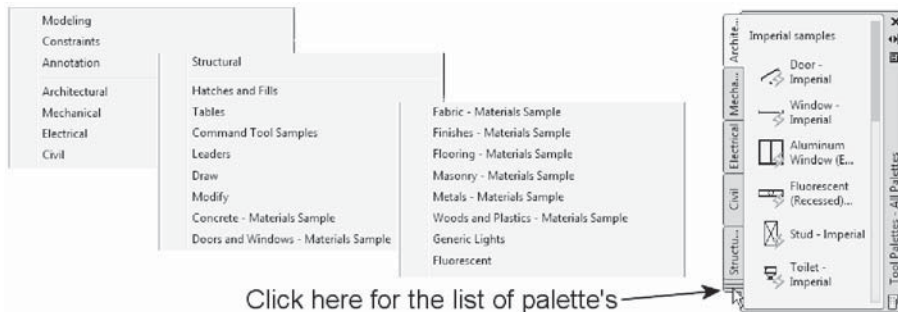 Modeling
Constraints
Annotation
Architectural
Mechanical
Electrical
Civil
Structural
Hatches and Fills
Tables
Command Tool Samples
Leaders
Draw
Modify
Concrete - Materials Sample
Doors and Windows - Materials Sample
Fabric - Materials Sample
Finishes - Materials Sample
Flooring - Materials Sample
Masonry - Materials Sample
Metals - Materials Sample
Woods and Plastics - Materials Sample
Generic Lights
Fluorescent
Archite...
Mecha...
Electrical
Civil
Structu...
Imperial samples
Door -
Imperial
Window -
Imperial
Aluminum
Window (E...
Fluorescent
(Recessed)...
Stud - Imperial
Toilet -
Imperial
Tool Palettes - All Palettes
Click here for the list of palette's